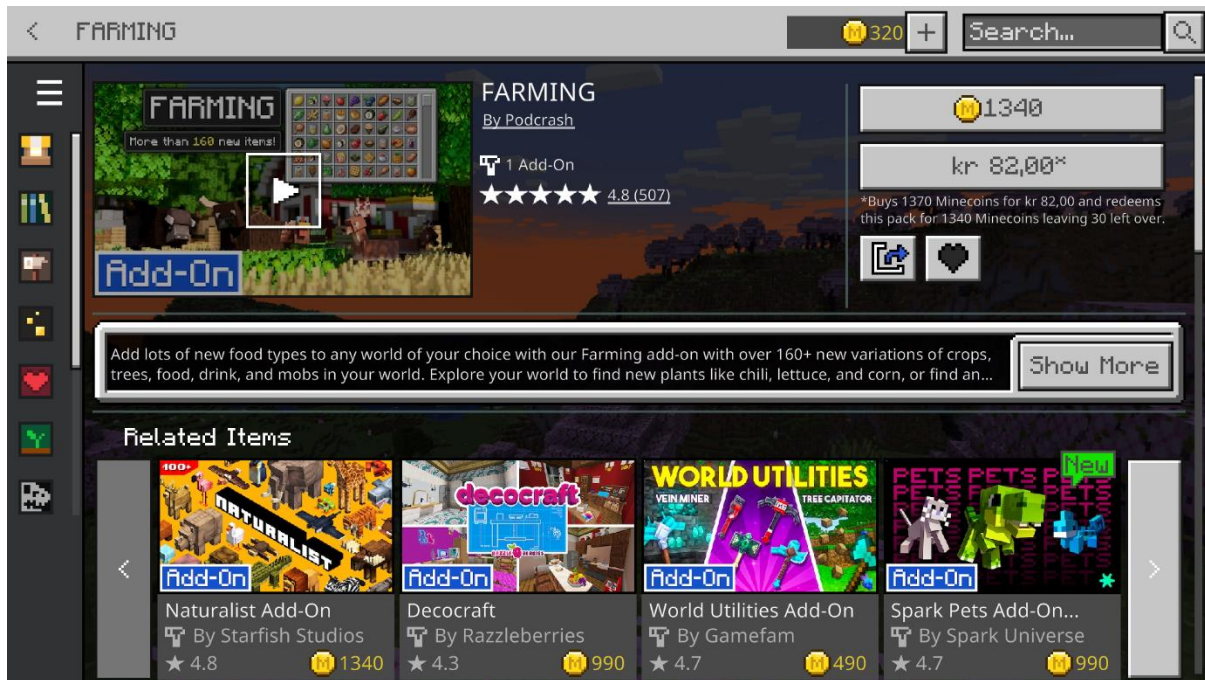 FARMING
320
Search...
FARMING
More than 160 new items!
Add-On
FARMING
By Podcrash
1 Add-On
4.8 (507)
1340
kr 82,00*
*Buys 1370 Minecoins for kr 82,00 and redeems
this pack for 1340 Minecoins leaving 30 left over.
Add lots of new food types to any world of your choice with our Farming add-on with over 160+ new variations of crops,
trees, food, drink, and mobs in your world. Explore your world to find new plants like chili, lettuce, and corn, or find an...
Show More
Related Items
100+
NATURALIST
Add-On
Naturalist Add-On
By Starfish Studios
4.8
1340
decocraft
Add-On
Decocraft
By Razzleberries
4.3
990
WORLD UTILITIES
VEIN MINER
TREE CAPITATOR
Add-On
World Utilities Add-On
By Gamefam
4.7
490
New
PETS PETS PETS
Add-On
Spark Pets Add-On...
By Spark Universe
4.7
990